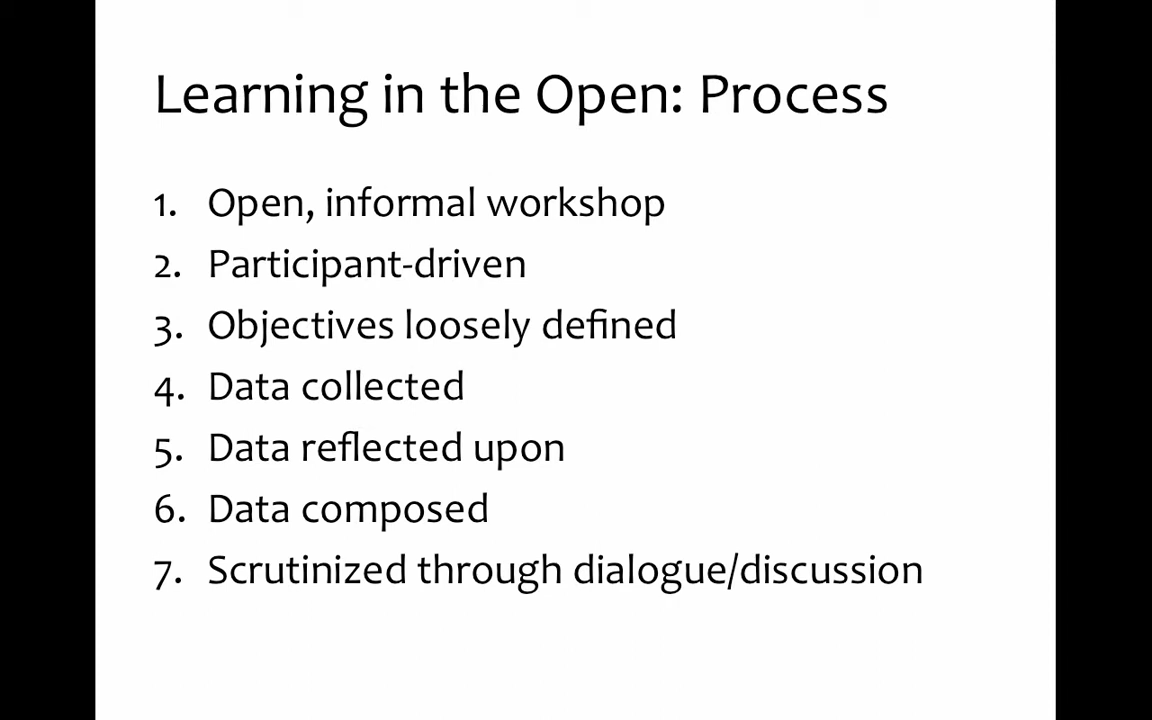 Learning in the Open: Process
1. Open, informal workshop
2. Participant-driven
3. Objectives loosely defined
4. Data collected
5. Data reflected upon
6. Data composed
7. Scrutinized through dialogue/discussion